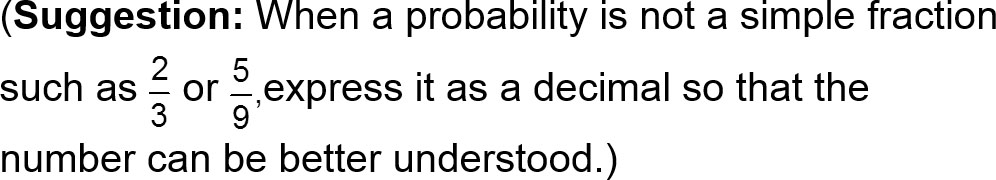 (Suggestion: When a probability is not a simple fraction
such as 2/3 or 5/9,express it as a decimal so that the
number can be better understood.)